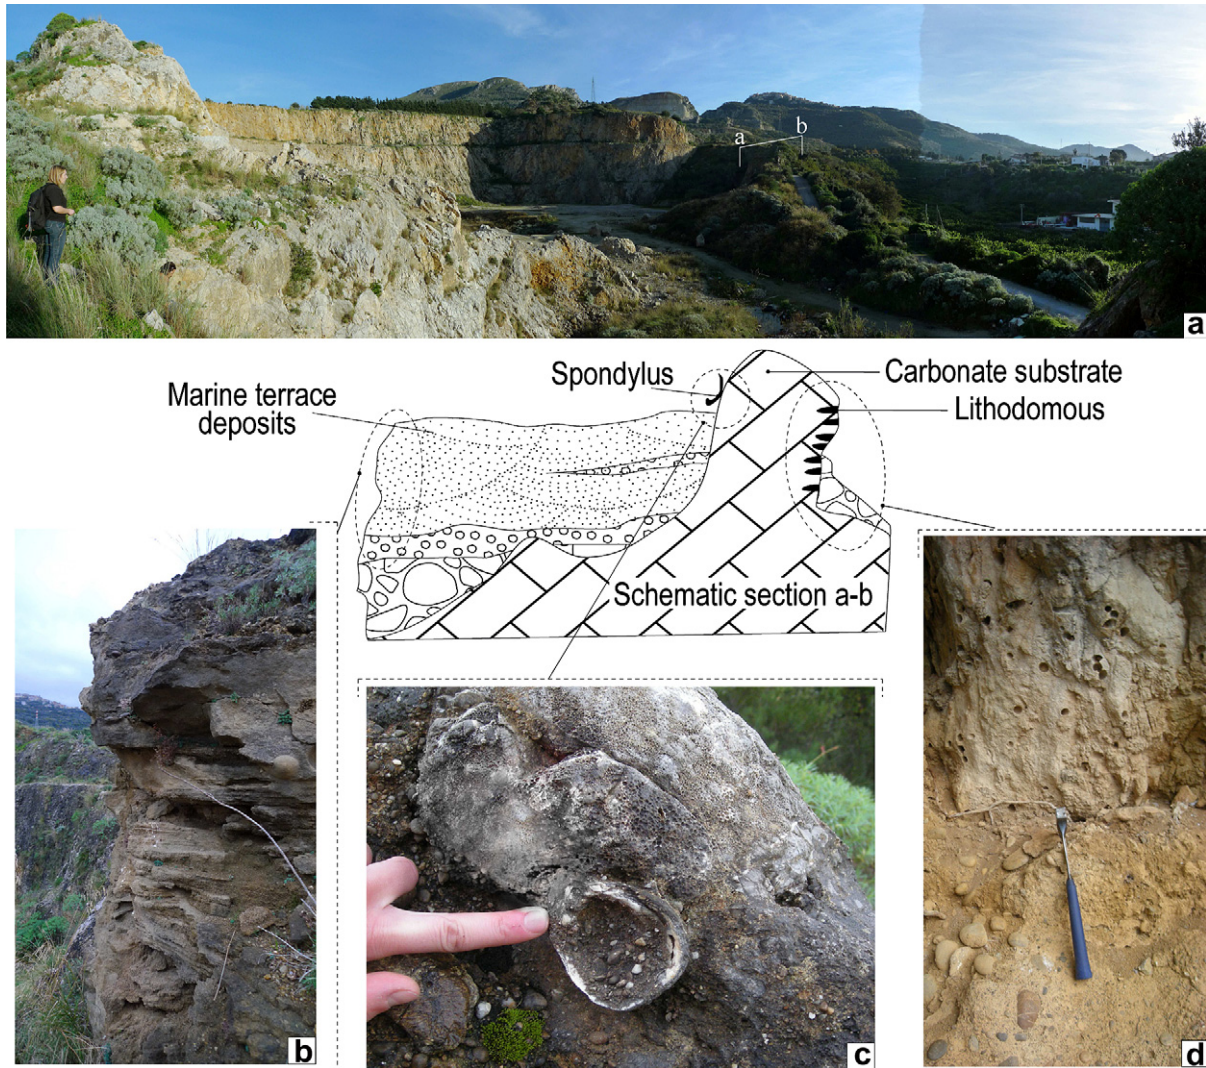 a
b
a
Marine terrace
deposits
Spondylus
Carbonate substrate
Lithodomous
Schematic section a-b
b
c
d